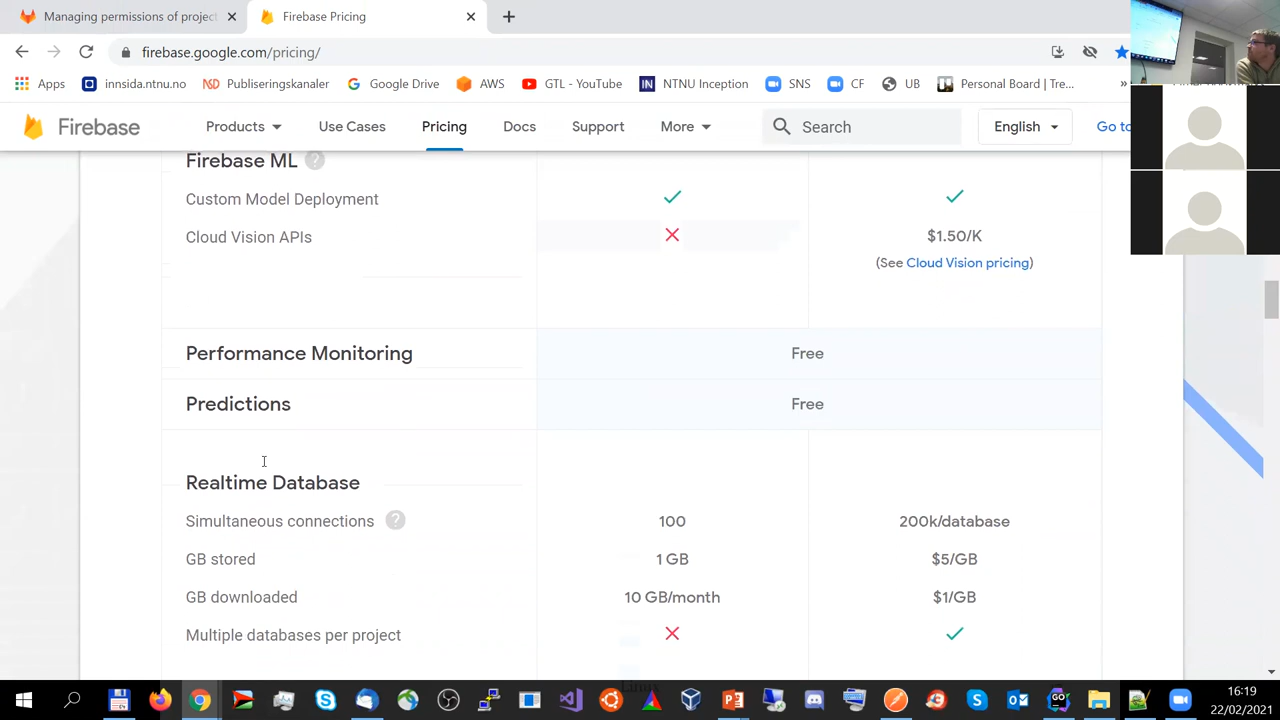 Managing permissions of project
Firebase Pricing
firebase.google.com/pricing/
Apps
innsida.ntnu.no
Publiseringskanaler
Google Drive
AWS
GTL - YouTube
NTNU Inception
SNS
CF
UB
Personal Board | Tre...
Firebase
Products
Use Cases
Pricing
Docs
Support
More
Search
English
Go to
Firebase ML
Custom Model Deployment
Cloud Vision APIs
$1.50/K
(See Cloud Vision pricing)
Performance Monitoring
Free
Predictions
Free
Realtime Database
Simultaneous connections
100
200k/database
GB stored
1 GB
$5/GB
GB downloaded
10 GB/month
$1/GB
Multiple databases per project
16:19
22/02/2021